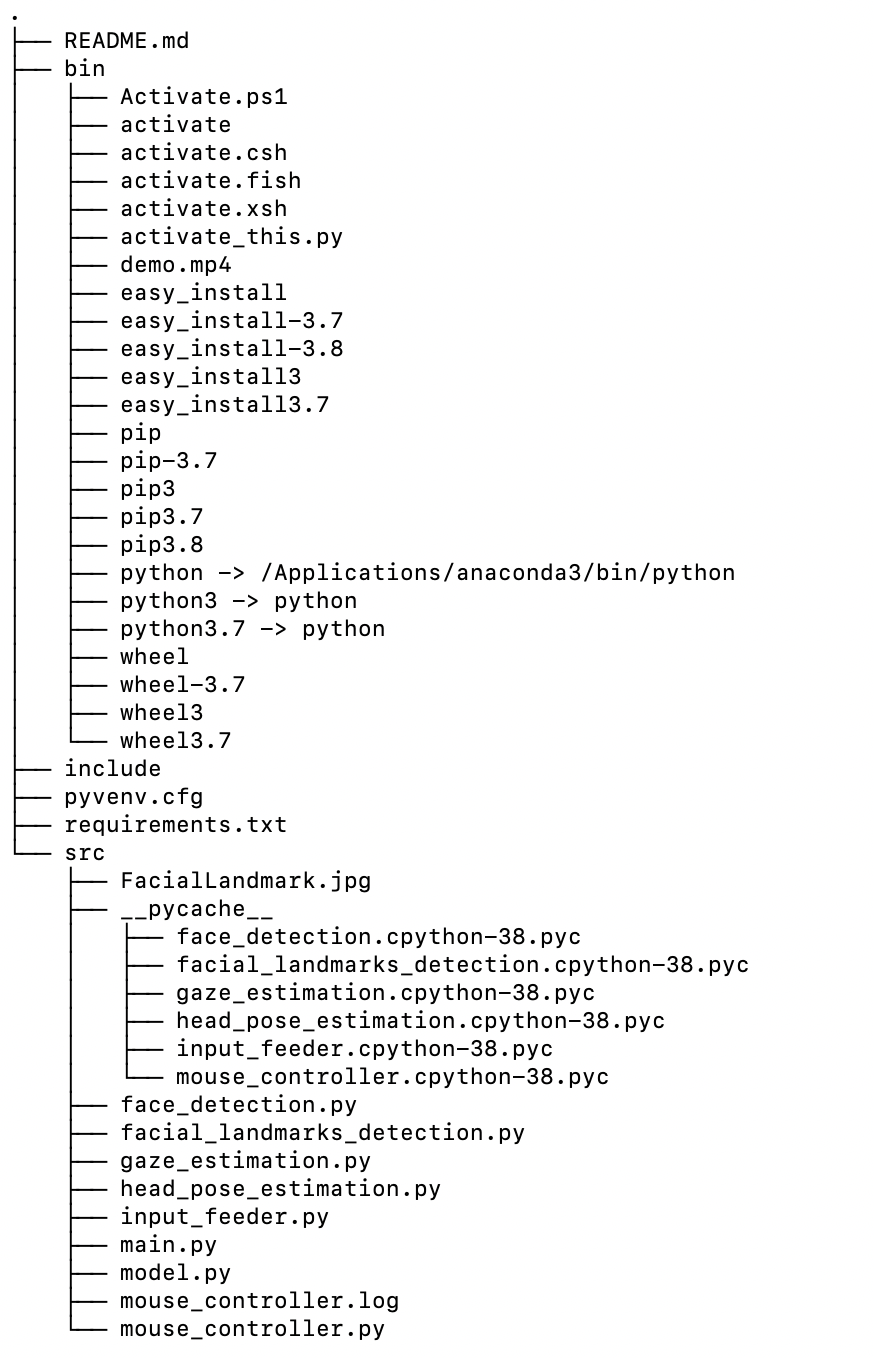 .
├── README.md
├── bin
│   ├── Activate.ps1
│   ├── activate
│   ├── activate.csh
│   ├── activate.fish
│   ├── activate.xsh
│   ├── activate_this.py
│   ├── demo.mp4
│   ├── easy_install
│   ├── easy_install-3.7
│   ├── easy_install-3.8
│   ├── easy_install3
│   ├── easy_install3.7
│   ├── pip
│   ├── pip-3.7
│   ├── pip3
│   ├── pip3.7
│   ├── pip3.8
│   ├── python -> /Applications/anaconda3/bin/python
│   ├── python3 -> python
│   ├── python3.7 -> python
│   ├── wheel
│   ├── wheel-3.7
│   ├── wheel3
│   └── wheel3.7
├── include
├── pyvenv.cfg
├── requirements.txt
└── src
    ├── FacialLandmark.jpg
    ├── __pycache__
    │   ├── face_detection.cpython-38.pyc
    │   ├── facial_landmarks_detection.cpython-38.pyc
    │   ├── gaze_estimation.cpython-38.pyc
    │   ├── head_pose_estimation.cpython-38.pyc
    │   ├── input_feeder.cpython-38.pyc
    │   └── mouse_controller.cpython-38.pyc
    ├── face_detection.py
    ├── facial_landmarks_detection.py
    ├── gaze_estimation.py
    ├── head_pose_estimation.py
    ├── input_feeder.py
    ├── main.py
    ├── model.py
    ├── mouse_controller.log
    └── mouse_controller.py